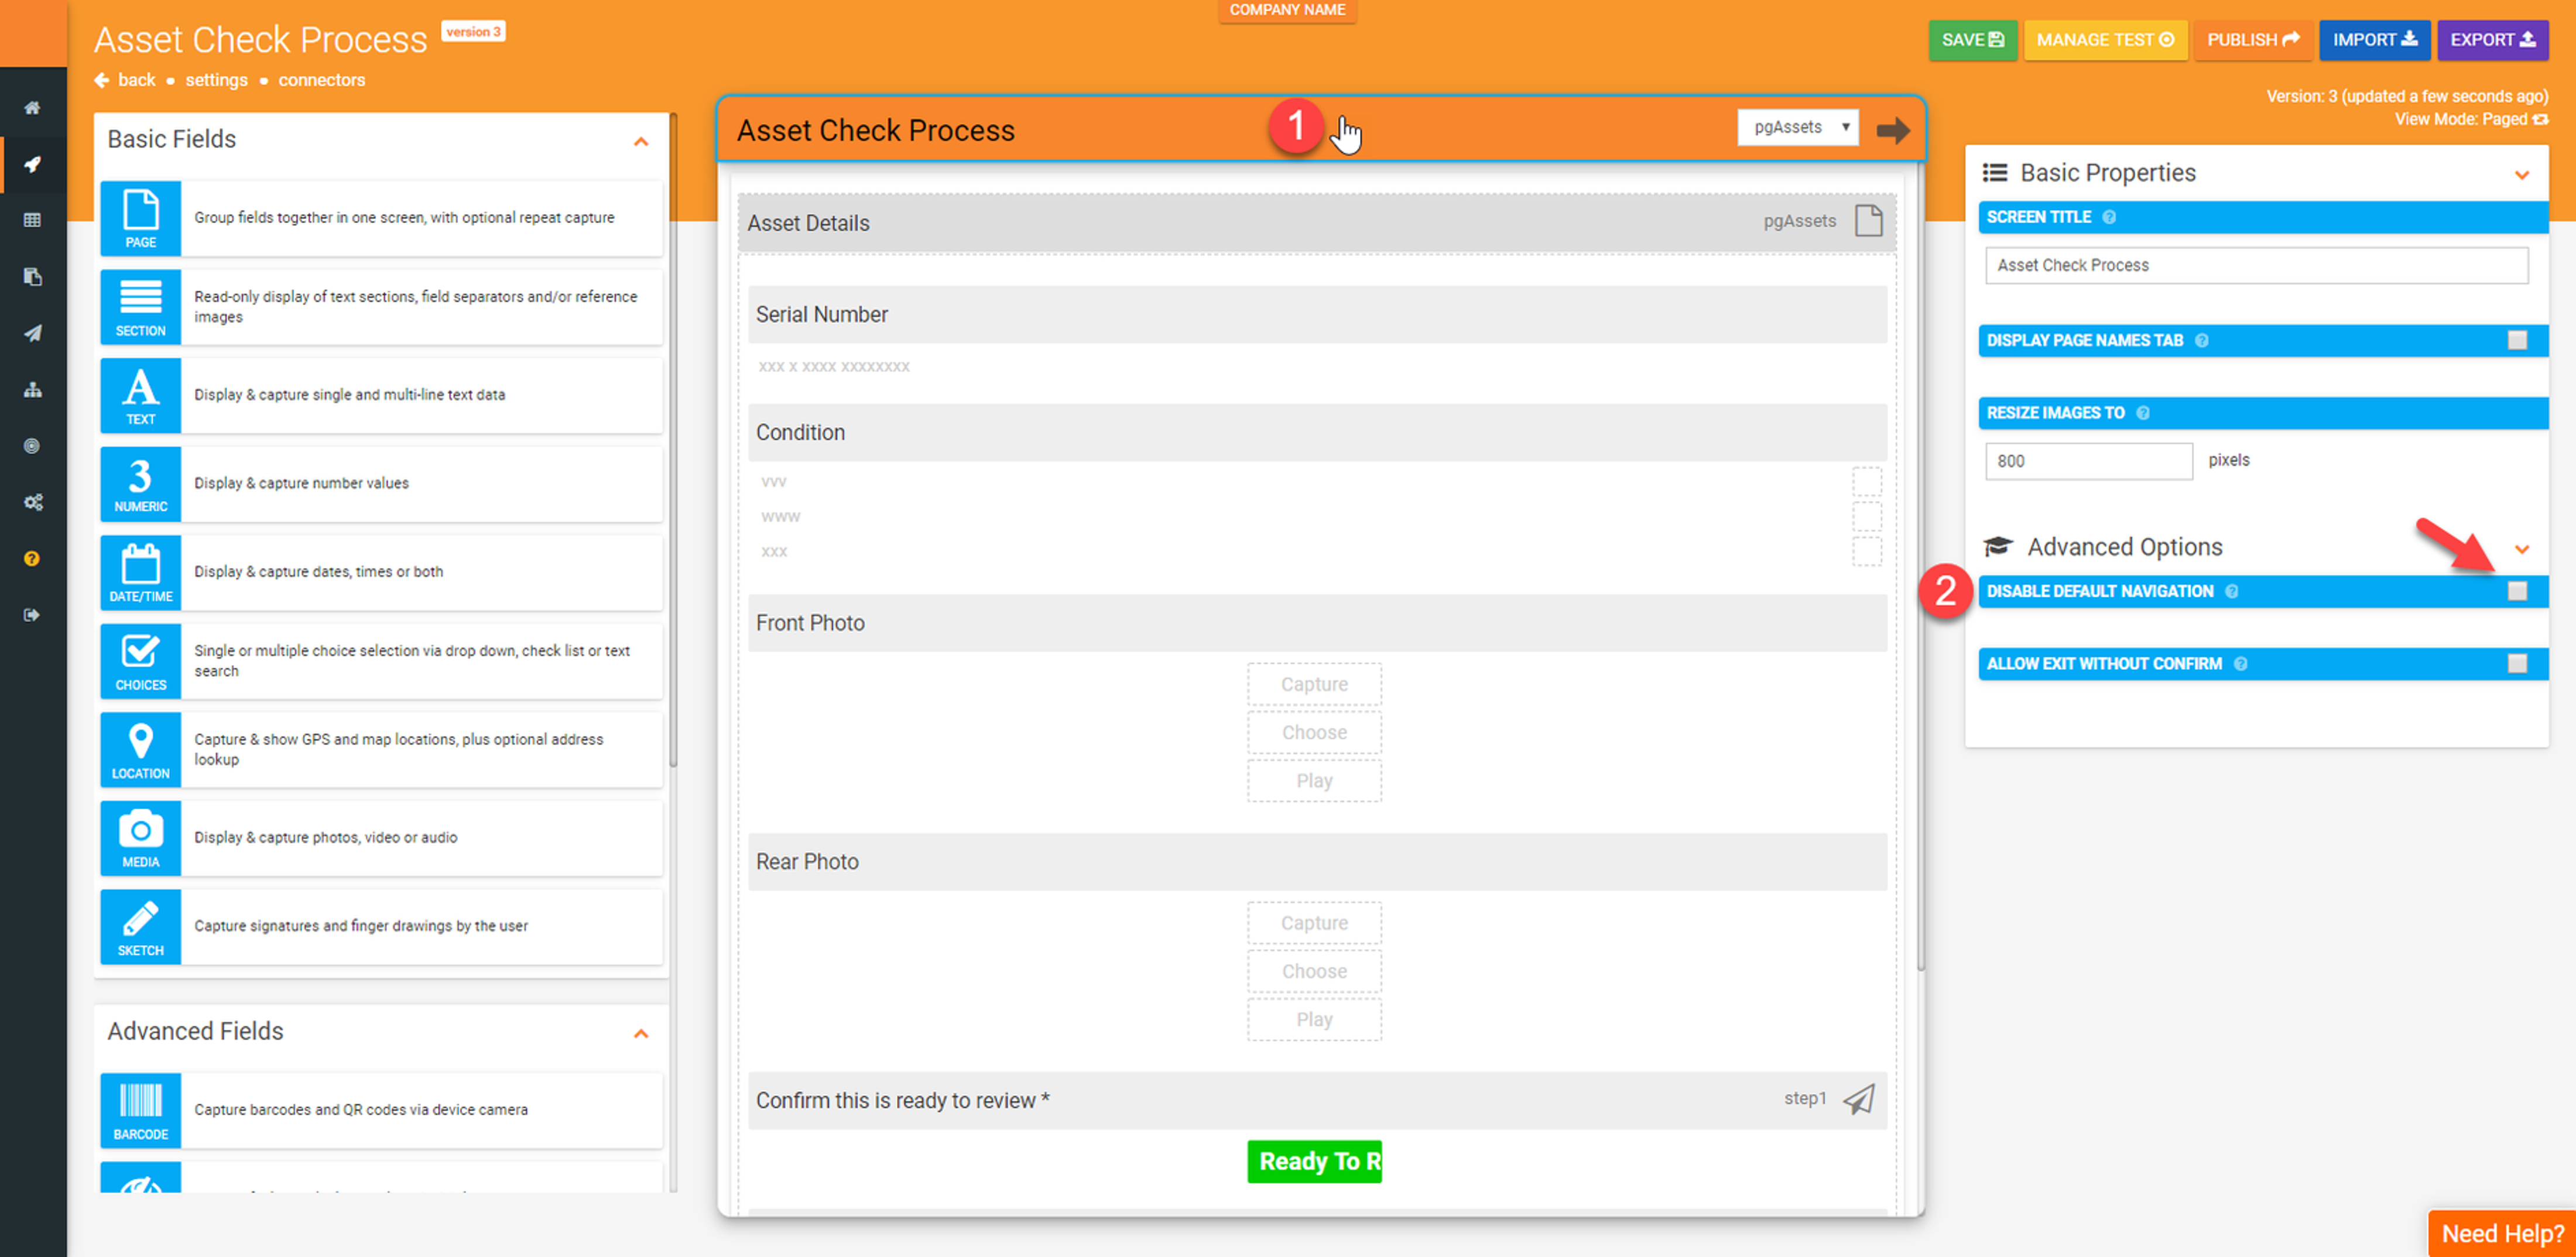 COMPANY NAME
Asset Check Process version 3
back • settings • connectors
SAVE
MANAGE TEST
PUBLISH
IMPORT
EXPORT
Version: 3 (updated a few seconds ago)
View Mode: Paged
Basic Fields
PAGE
Group fields together in one screen, with optional repeat capture
SECTION
Read-only display of text sections, field separators and/or reference
images
A
TEXT
Display & capture single and multi-line text data
3
NUMERIC
Display & capture number values
DATE/TIME
Display & capture dates, times or both
CHOICES
Single or multiple choice selection via drop down, check list or text
search
LOCATION
Capture & show GPS and map locations, plus optional address
lookup
MEDIA
Display & capture photos, video or audio
SKETCH
Capture signatures and finger drawings by the user
Advanced Fields
BARCODE
Capture barcodes and QR codes via device camera
Asset Check Process
1
pgAssets
Asset Details
pgAssets
Serial Number
xxx x xxxx xxxxxxxx
Condition
vvv
www
xxx
Front Photo
Capture
Choose
Play
Rear Photo
Capture
Choose
Play
Confirm this is ready to review *
step1
Ready To R
Basic Properties
SCREEN TITLE ?
Asset Check Process
DISPLAY PAGE NAMES TAB ?
RESIZE IMAGES TO ?
800 pixels
Advanced Options
2
DISABLE DEFAULT NAVIGATION ?
ALLOW EXIT WITHOUT CONFIRM ?
Need Help?